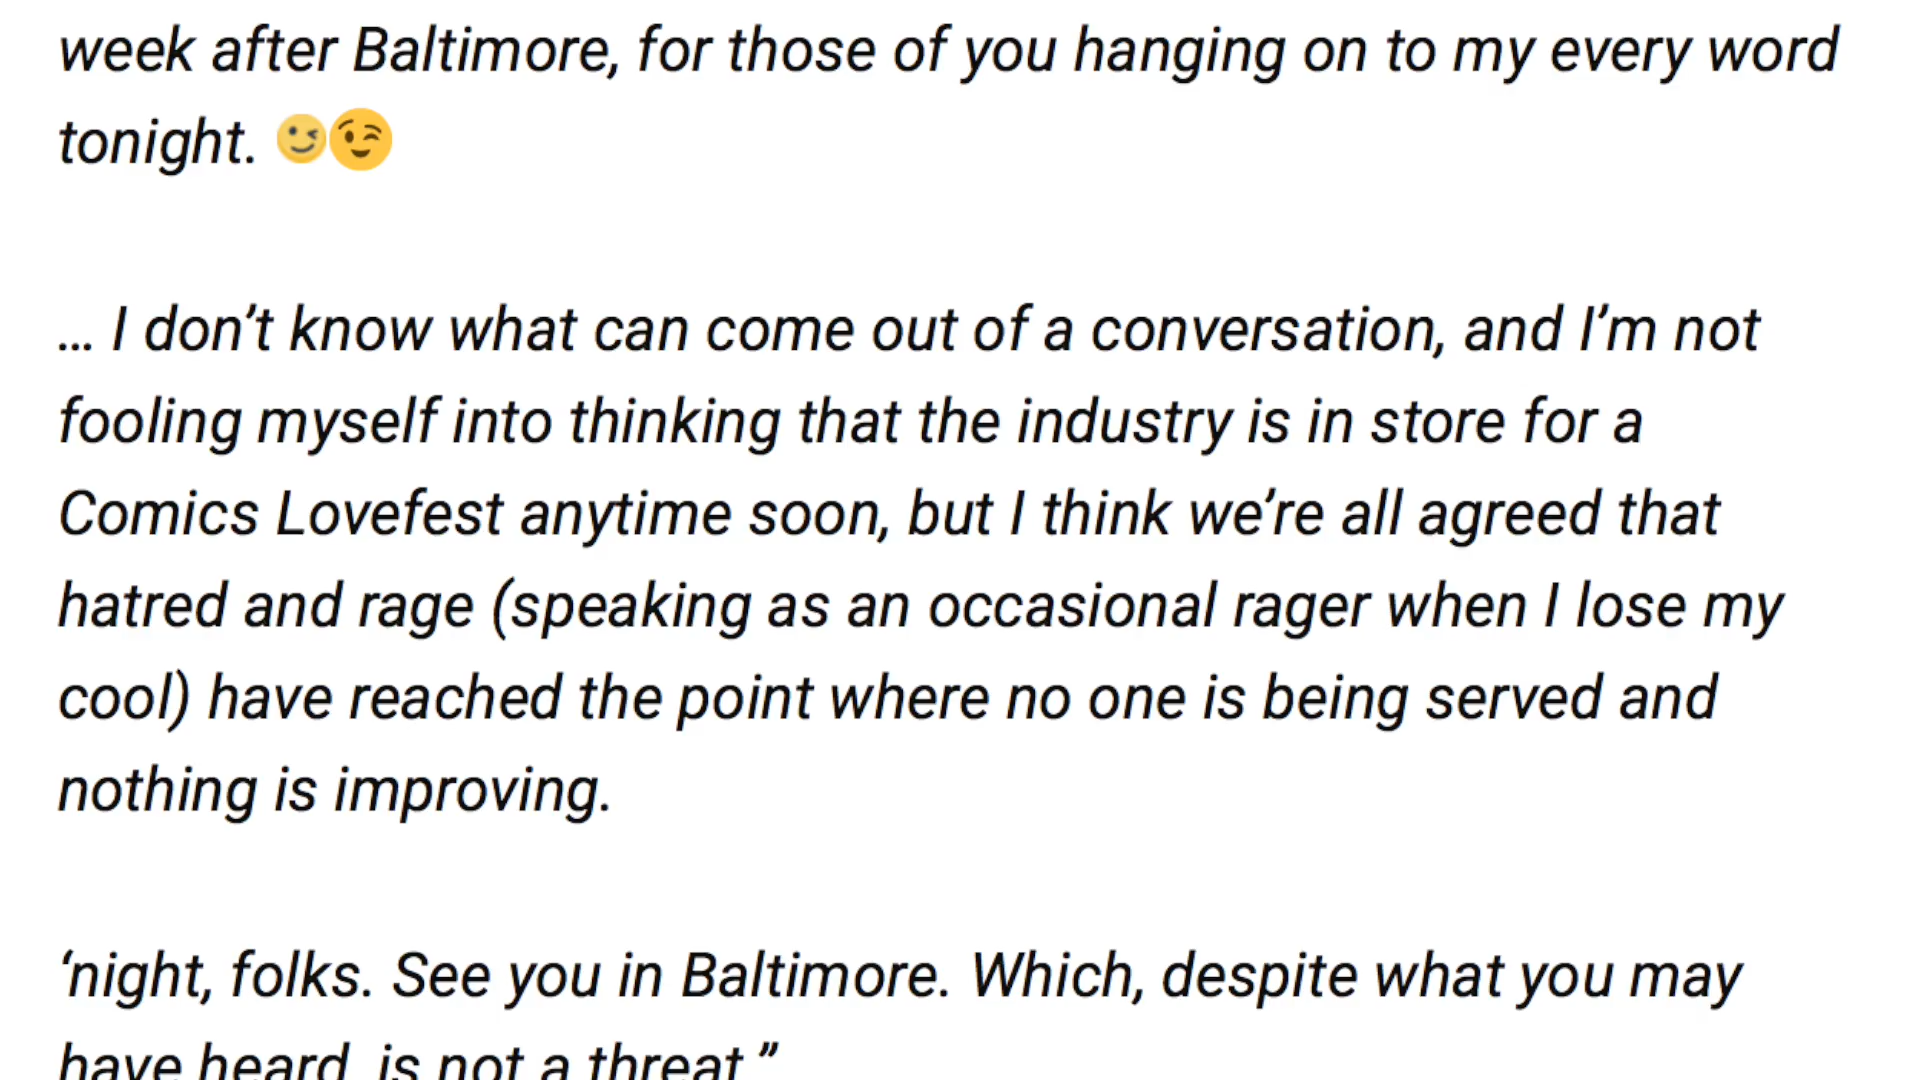 week after Baltimore, for those of you hanging on to my every word
tonight. 😉😉
… I don’t know what can come out of a conversation, and I’m not
fooling myself into thinking that the industry is in store for a
Comics Lovefest anytime soon, but I think we’re all agreed that
hatred and rage (speaking as an occasional rager when I lose my
cool) have reached the point where no one is being served and
nothing is improving.
‘night, folks. See you in Baltimore. Which, despite what you may
have heard, is not a threat.”